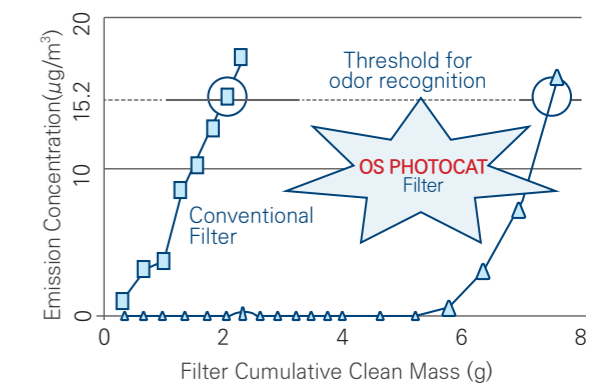 20
15.2
10
0
Emission Concentration(µg/m³)
Threshold for
odor recognition
OS PHOTOCAT
Filter
Conventional
Filter
0
2
4
6
8
Filter Cumulative Clean Mass (g)